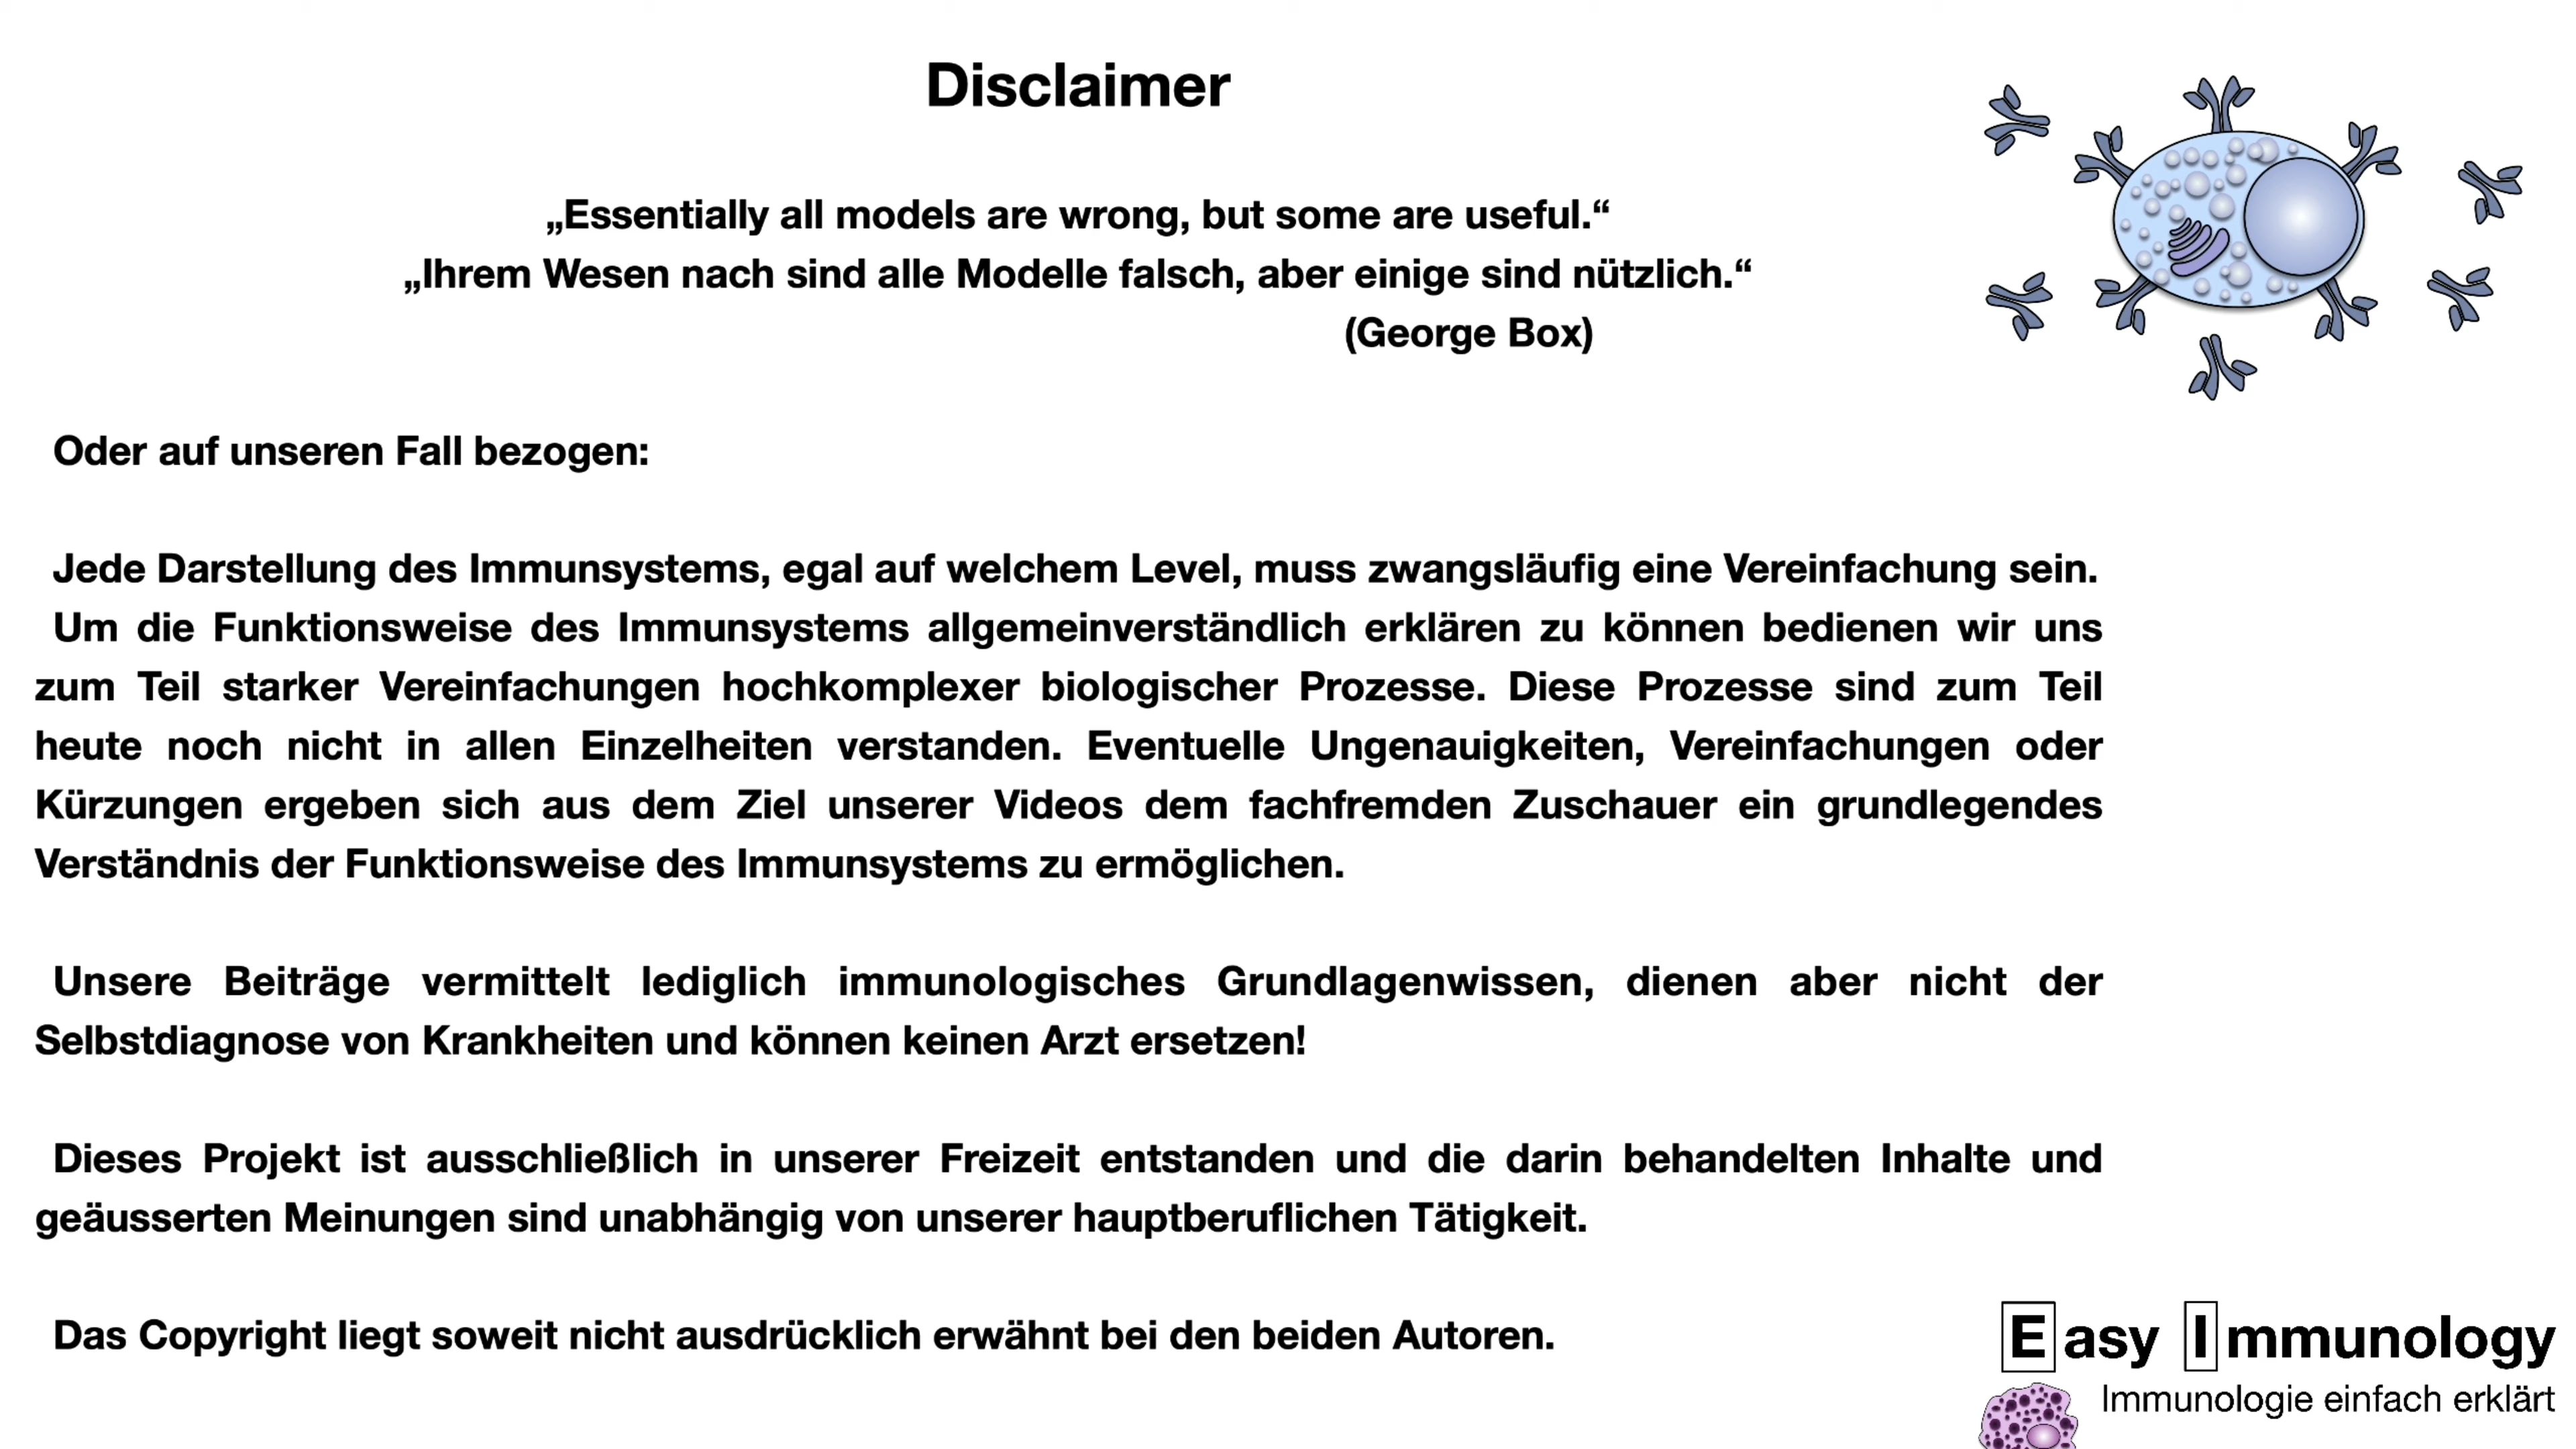 Disclaimer
„Essentially all models are wrong, but some are useful.“
„Ihrem Wesen nach sind alle Modelle falsch, aber einige sind nützlich.“
(George Box)
Oder auf unseren Fall bezogen:
Jede Darstellung des Immunsystems, egal auf welchem Level, muss zwangsläufig eine Vereinfachung sein.
Um die Funktionsweise des Immunsystems allgemeinverständlich erklären zu können bedienen wir uns
zum Teil starker Vereinfachungen hochkomplexer biologischer Prozesse. Diese Prozesse sind zum Teil
heute noch nicht in allen Einzelheiten verstanden. Eventuelle Ungenauigkeiten, Vereinfachungen oder
Kürzungen ergeben sich aus dem Ziel unserer Videos dem fachfremden Zuschauer ein grundlegendes
Verständnis der Funktionsweise des Immunsystems zu ermöglichen.
Unsere Beiträge vermittelt lediglich immunologisches Grundlagenwissen, dienen aber nicht der
Selbstdiagnose von Krankheiten und können keinen Arzt ersetzen!
Dieses Projekt ist ausschließlich in unserer Freizeit entstanden und die darin behandelten Inhalte und
geäusserten Meinungen sind unabhängig von unserer hauptberuflichen Tätigkeit.
Das Copyright liegt soweit nicht ausdrücklich erwähnt bei den beiden Autoren.
Easy Immunology
Immunologie einfach erklärt